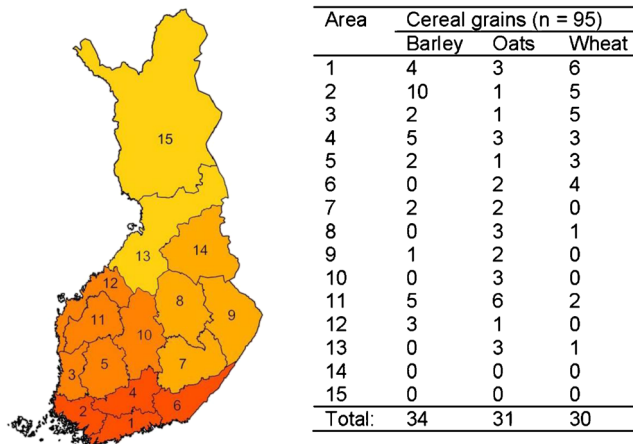 15
14
13
12
11
10
8
9
7
3
5
4
2
6
1
Area Cereal grains (n = 95)
Barley Oats Wheat
1 4 3 6
2 10 1 5
3 2 1 5
4 5 3 3
5 2 1 3
6 0 2 4
7 2 2 0
8 0 3 1
9 1 2 0
10 0 3 0
11 5 6 2
12 3 1 0
13 0 3 1
14 0 0 0
15 0 0 0
Total: 34 31 30